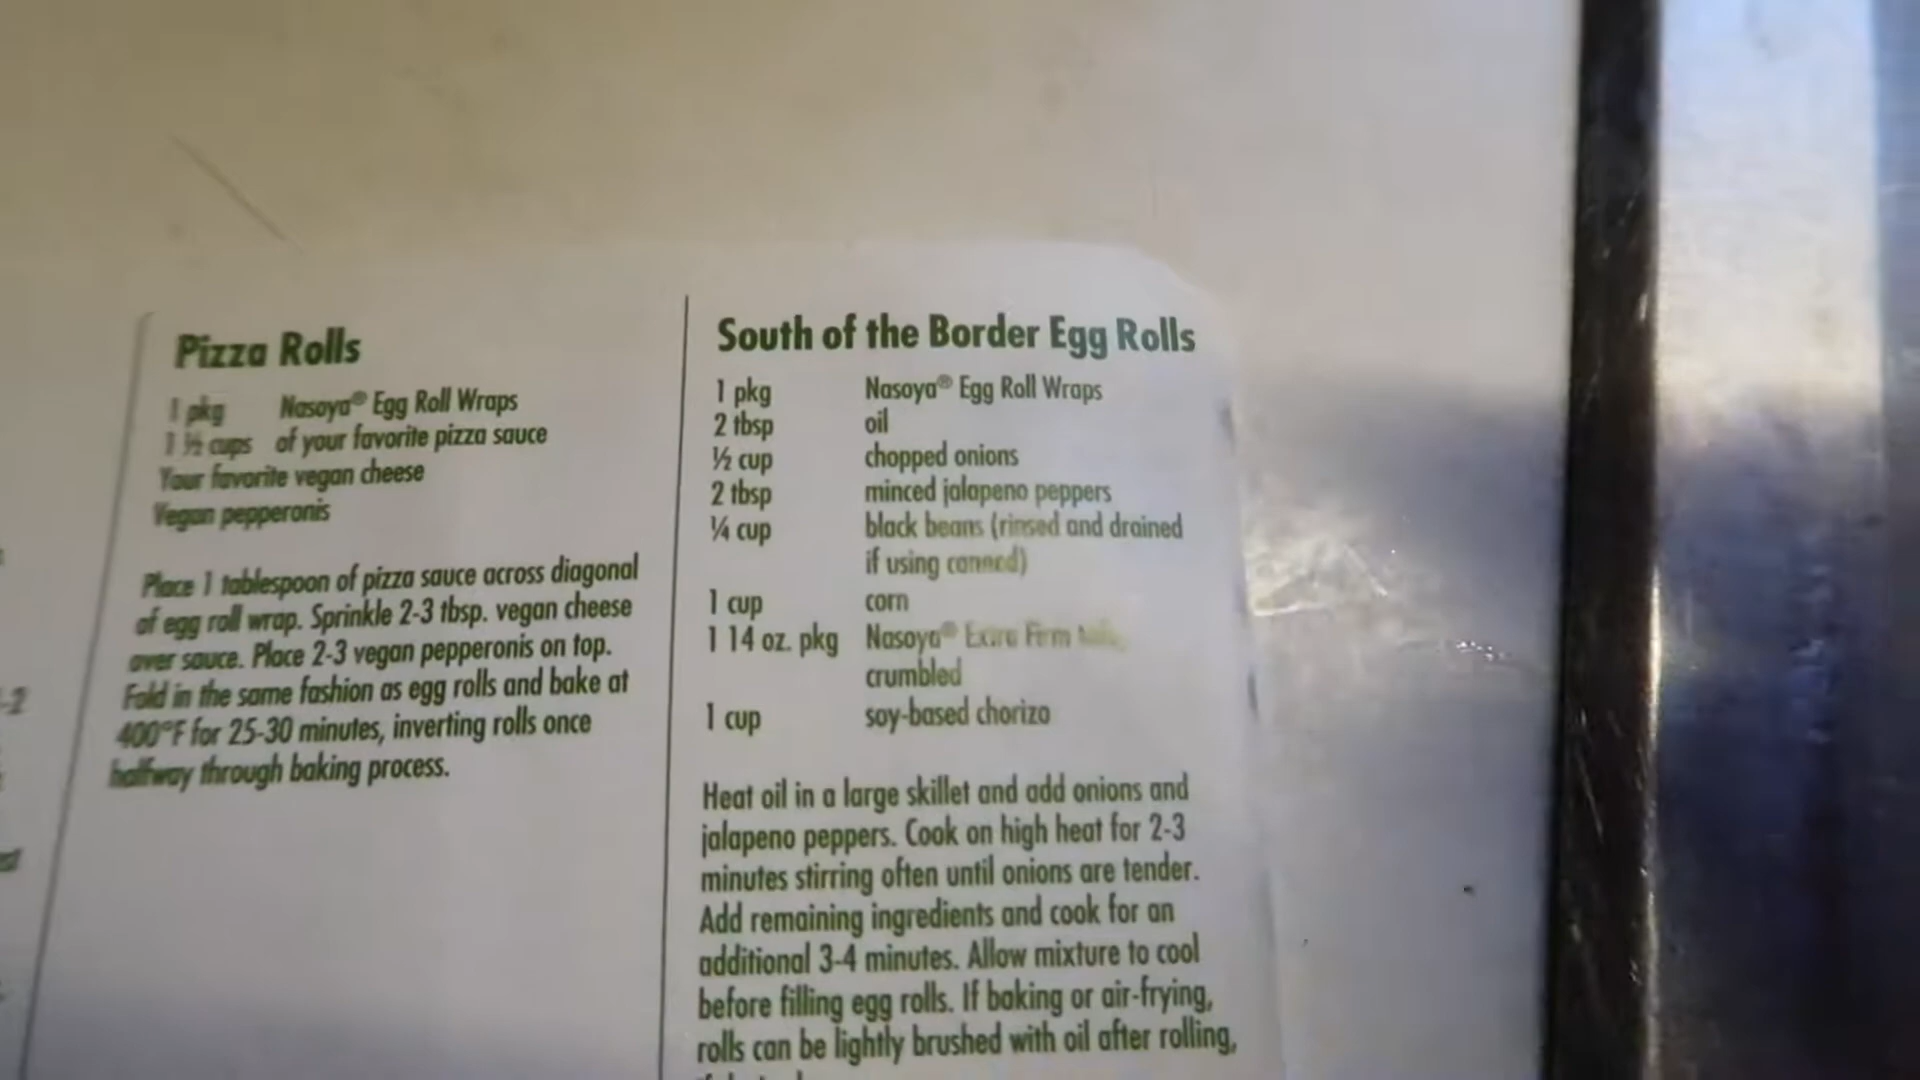 Pizza Rolls
1 pkg Nasoya® Egg Roll Wraps
1 ½ cups of your favorite pizza sauce
Your favorite vegan cheese
Vegan pepperonis
Place 1 tablespoon of pizza sauce across diagonal
of egg roll wrap. Sprinkle 2-3 tbsp. vegan cheese
over sauce. Place 2-3 vegan pepperonis on top.
Fold in the same fashion as egg rolls and bake at
400°F for 25-30 minutes, inverting rolls once
halfway through baking process.
South of the Border Egg Rolls
1 pkg Nasoya® Egg Roll Wraps
2 tbsp oil
½ cup chopped onions
2 tbsp minced jalapeno peppers
¼ cup black beans (rinsed and drained
if using canned)
1 cup corn
1 14 oz. pkg Nasoya® Extra Firm tofu,
crumbled
1 cup soy-based chorizo
Heat oil in a large skillet and add onions and
jalapeno peppers. Cook on high heat for 2-3
minutes stirring often until onions are tender.
Add remaining ingredients and cook for an
additional 3-4 minutes. Allow mixture to cool
before filling egg rolls. If baking or air-frying,
rolls can be lightly brushed with oil after rolling,